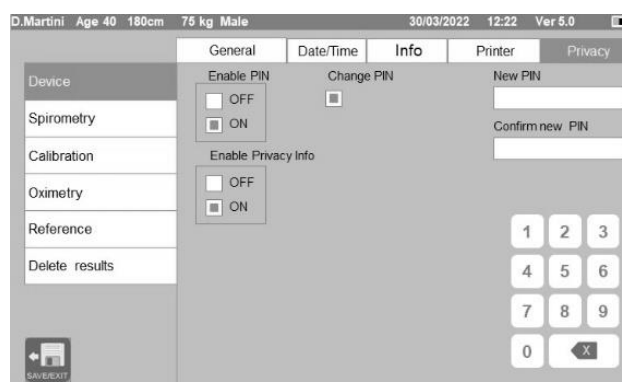 D.Martini Age 40 180cm 75 kg Male 30/03/2022 12:22 Ver 5.0
General Date/Time Info Printer Privacy
Device
Spirometry
Calibration
Oximetry
Reference
Delete results
Enable PIN
OFF
ON
Change PIN
Enable Privacy Info
OFF
ON
New PIN
Confirm new PIN
1 2 3
4 5 6
7 8 9
0 X
SAVE/EXIT